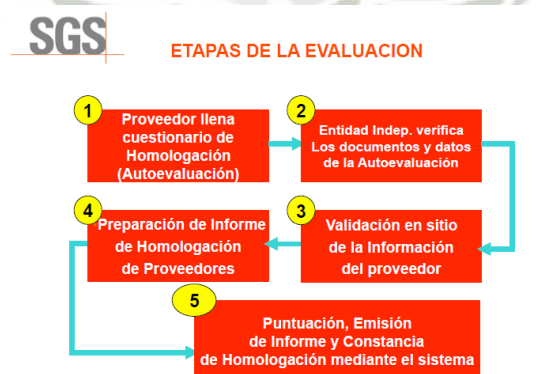 SGS
ETAPAS DE LA EVALUACION
1
Proveedor llena
cuestionario de
Homologación
(Autoevaluación)
2
Entidad Indep. verifica
Los documentos y datos
de la Autoevaluación
3
Validación en sitio
de la Información
del proveedor
4
Preparación de Informe
de Homologación
de Proveedores
5
Puntuación, Emisión
de Informe y Constancia
de Homologación mediante el sistema